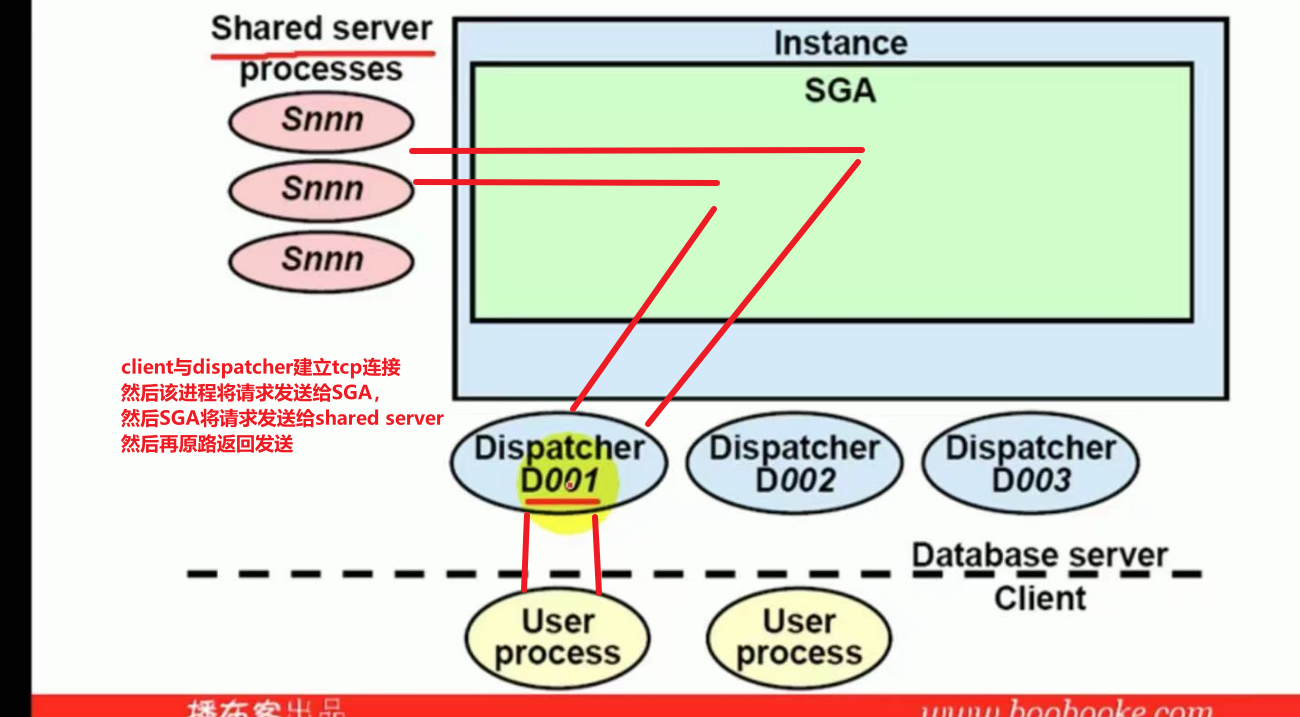 Shared server
processes
Instance
SGA
Snnn
Snnn
Snnn
client与dispatcher建立tcp连接
然后该进程将请求发送给SGA，
然后SGA将请求发送给shared server
然后再原路返回发送
Dispatcher
D001
Dispatcher
D002
Dispatcher
D003
Database server
Client
User
process
User
process
播布客出品
www.boobooke.com